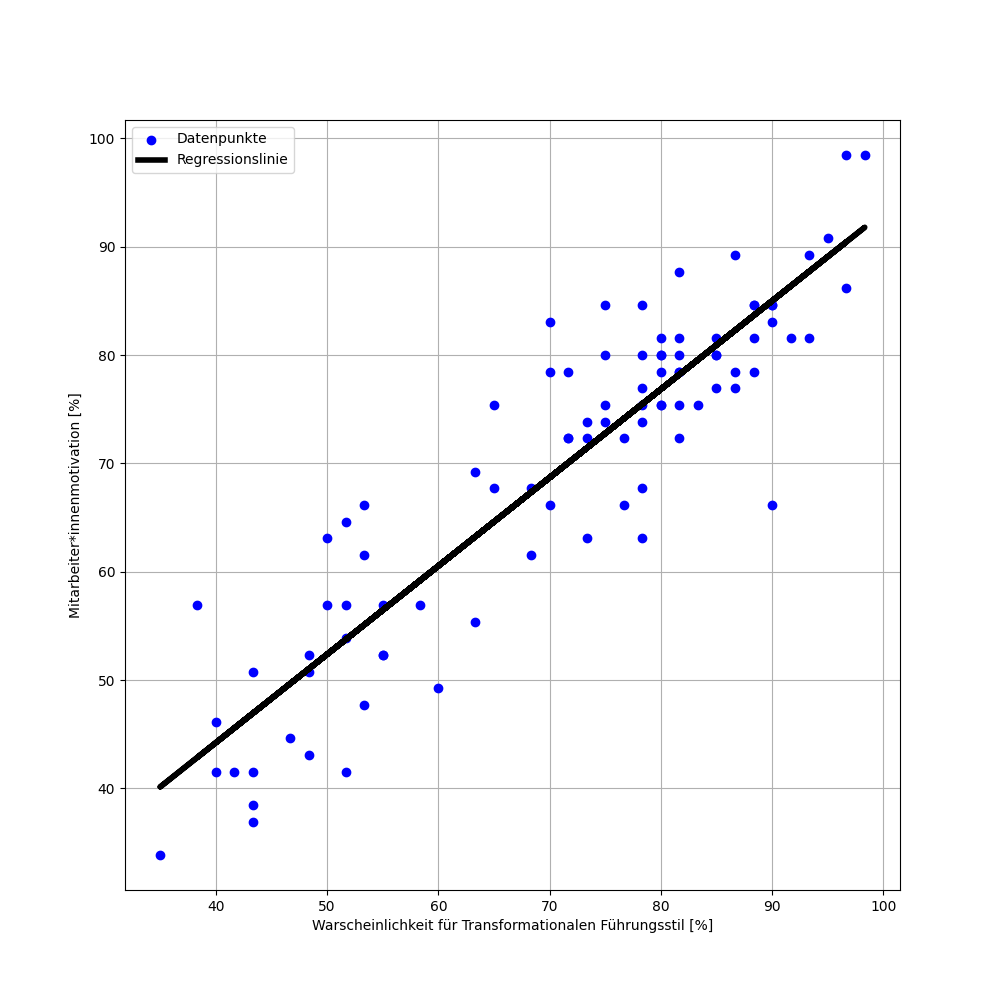 Datenpunkte
Regressionslinie
100
90
80
70
60
50
40
Mitarbeiter*innenmotivation [%]
40 50 60 70 80 90 100
Warscheinlichkeit für Transformationalen Führungsstil [%]